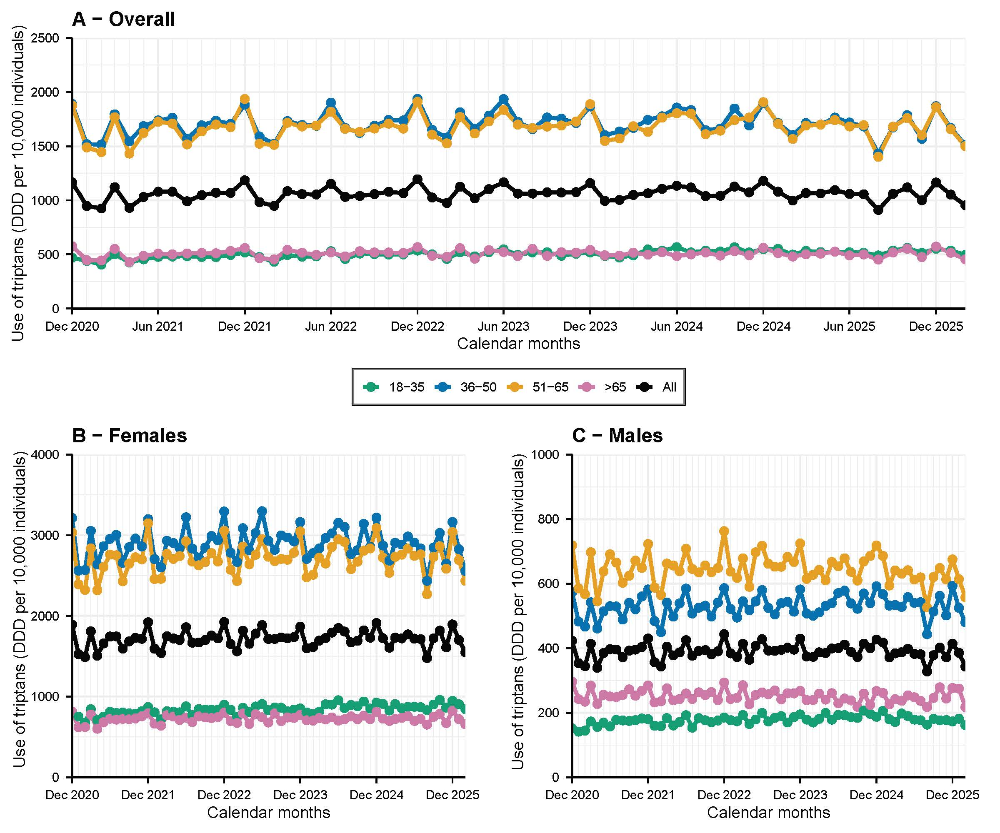 A − Overall
Use of triptans (DDD per 10,000 individuals)
2500
2000
1500
1000
500
0
Dec 2020 Jun 2021 Dec 2021 Jun 2022 Dec 2022 Jun 2023 Dec 2023 Jun 2024 Dec 2024 Jun 2025 Dec 2025
Calendar months
18−35 36−50 51−65 >65 All
B − Females
Use of triptans (DDD per 10,000 individuals)
4000
3000
2000
1000
0
Dec 2020 Dec 2021 Dec 2022 Dec 2023 Dec 2024 Dec 2025
Calendar months
C − Males
Use of triptans (DDD per 10,000 individuals)
1000
800
600
400
200
0
Dec 2020 Dec 2021 Dec 2022 Dec 2023 Dec 2024 Dec 2025
Calendar months